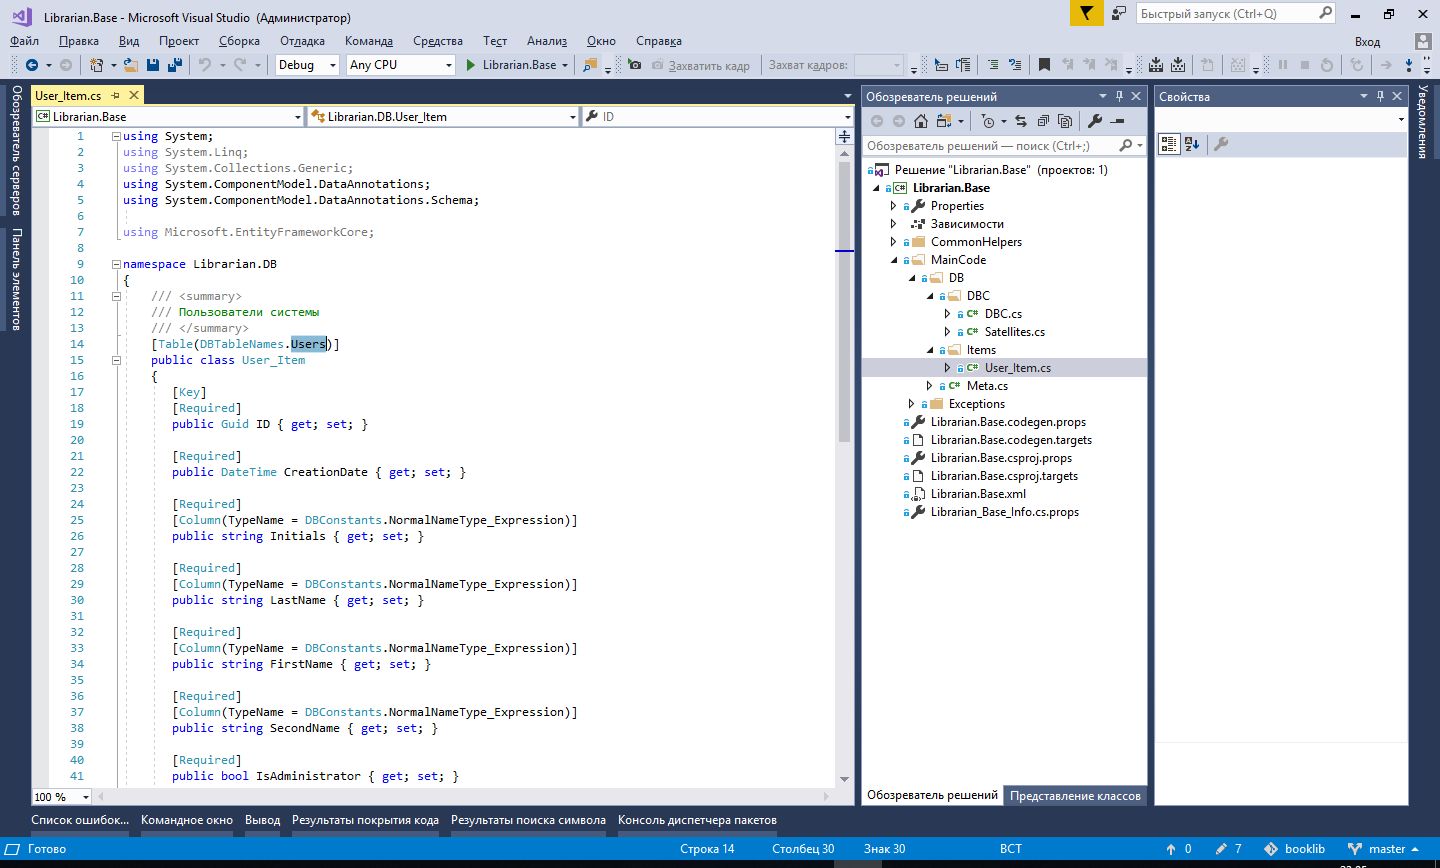 Librarian.Base - Microsoft Visual Studio (Администратор)
Быстрый запуск (Ctrl+Q)
Файл Правка Вид Проект Сборка Отладка Команда Средства Тест Анализ Окно Справка
Вход
Debug Any CPU Librarian.Base Захватить кадр Захват кадров:
Обозреватель серверов
Панель элементов
User_Item.cs
Librarian.Base Librarian.DB.User_Item ID
1 using System;
2 using System.Linq;
3 using System.Collections.Generic;
4 using System.ComponentModel.DataAnnotations;
5 using System.ComponentModel.DataAnnotations.Schema;
6
7 using Microsoft.EntityFrameworkCore;
8
9 namespace Librarian.DB
10 {
11 /// <summary>
12 /// Пользователи системы
13 /// </summary>
14 [Table(DBTableNames.Users)]
15 public class User_Item
16 {
17 [Key]
18 [Required]
19 public Guid ID { get; set; }
20
21 [Required]
22 public DateTime CreationDate { get; set; }
23
24 [Required]
25 [Column(TypeName = DBConstants.NormalNameType_Expression)]
26 public string Initials { get; set; }
27
28 [Required]
29 [Column(TypeName = DBConstants.NormalNameType_Expression)]
30 public string LastName { get; set; }
31
32 [Required]
33 [Column(TypeName = DBConstants.NormalNameType_Expression)]
34 public string FirstName { get; set; }
35
36 [Required]
37 [Column(TypeName = DBConstants.NormalNameType_Expression)]
38 public string SecondName { get; set; }
39
40 [Required]
41 public bool IsAdministrator { get; set; }
100 %
Обозреватель решений
Обозреватель решений — поиск (Ctrl+;)
Решение "Librarian.Base" (проектов: 1)
Librarian.Base
Properties
Зависимости
CommonHelpers
MainCode
DB
DBC
DBC.cs
Satellites.cs
Items
User_Item.cs
Meta.cs
Exceptions
Librarian.Base.codegen.props
Librarian.Base.codegen.targets
Librarian.Base.csproj.props
Librarian.Base.csproj.targets
Librarian.Base.xml
Librarian_Base_Info.cs.props
Обозреватель решений Представление классов
Свойства
Уведомления
Список ошибок... Командное окно Вывод Результаты покрытия кода Результаты поиска символа Консоль диспетчера пакетов
Готово Строка 14 Столбец 30 Знак 30 ВСТ 0 7 booklib master